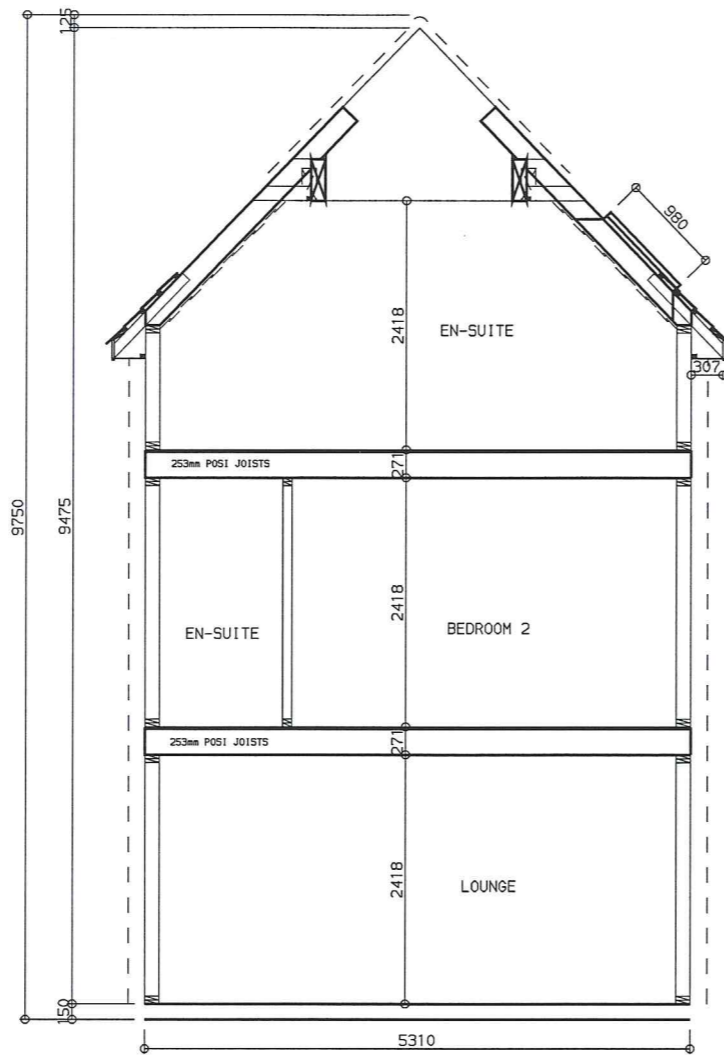 125
980
2418
EN-SUITE
307
253mm POSI JOISTS
271
9750
9475
2418
EN-SUITE
BEDROOM 2
253mm POSI JOISTS
271
2418
LOUNGE
150
5310